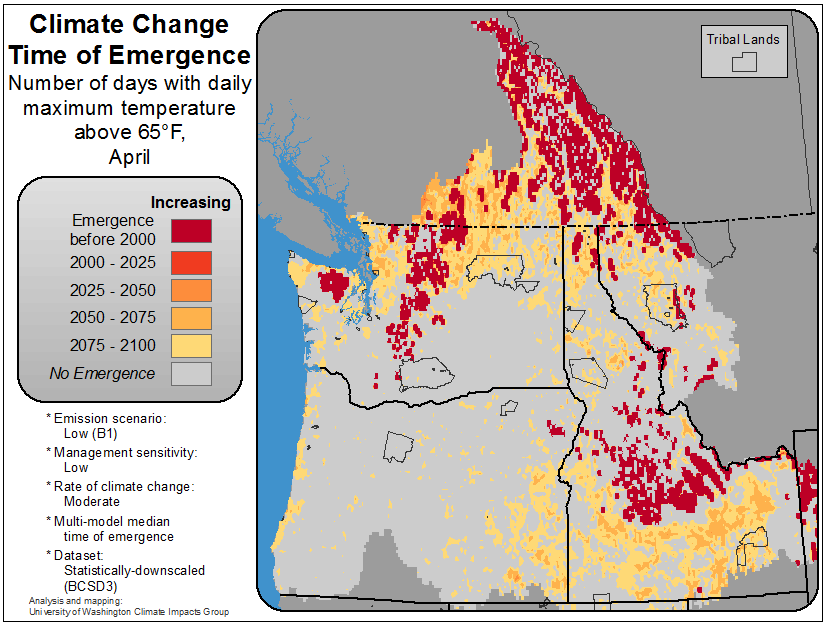 Climate Change
Time of Emergence
Number of days with daily
maximum temperature
above 65°F,
April
Increasing
Emergence
before 2000
2000 - 2025
2025 - 2050
2050 - 2075
2075 - 2100
No Emergence
* Emission scenario:
Low (B1)
* Management sensitivity:
Low
* Rate of climate change:
Moderate
* Multi-model median
time of emergence
* Dataset:
Statistically-downscaled
(BCSD3)
Analysis and mapping:
University of Washington Climate Impacts Group
Tribal Lands